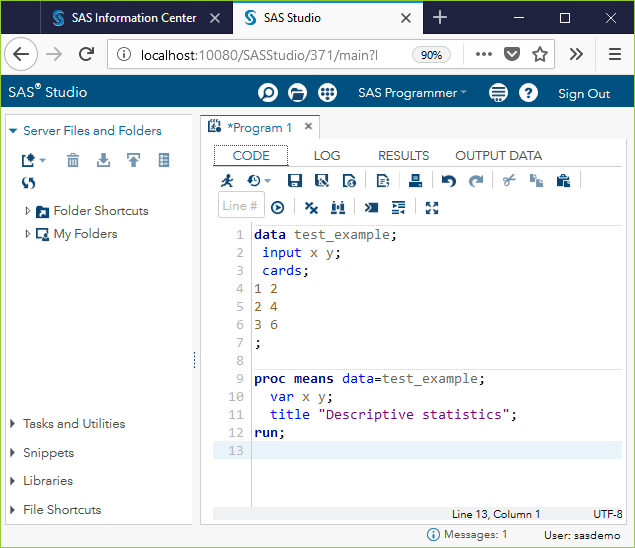 SAS Information Center
SAS Studio
localhost:10080/SASStudio/371/main?l
90%
SAS® Studio
SAS Programmer
Sign Out
Server Files and Folders
Folder Shortcuts
My Folders
Tasks and Utilities
Snippets
Libraries
File Shortcuts
*Program 1
CODE LOG RESULTS OUTPUT DATA
Line #
1 data test_example;
2 input x y;
3 cards;
4 1 2
5 2 4
6 3 6
7 ;
8
9 proc means data=test_example;
10 var x y;
11 title "Descriptive statistics";
12 run;
13
Line 13, Column 1 UTF-8
Messages: 1 User: sasdemo